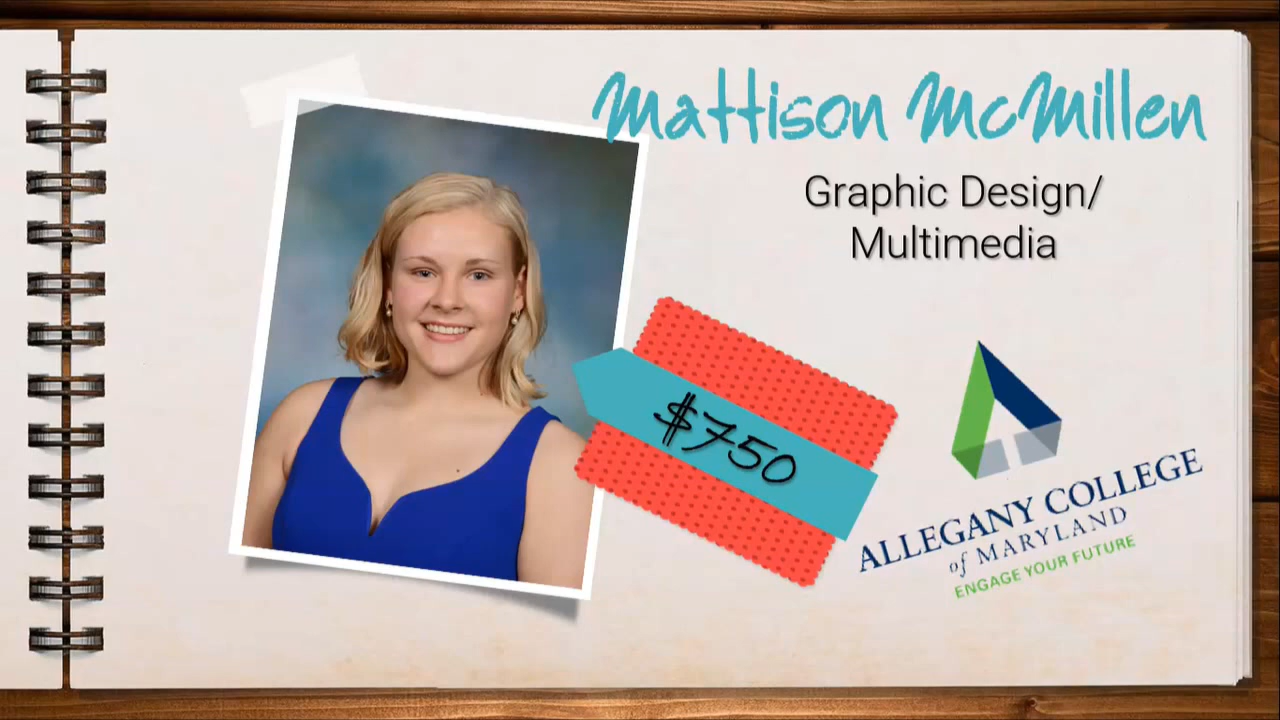 Mattison McMillen
Graphic Design/
Multimedia
$750
ALLEGANY COLLEGE
of MARYLAND
ENGAGE YOUR FUTURE